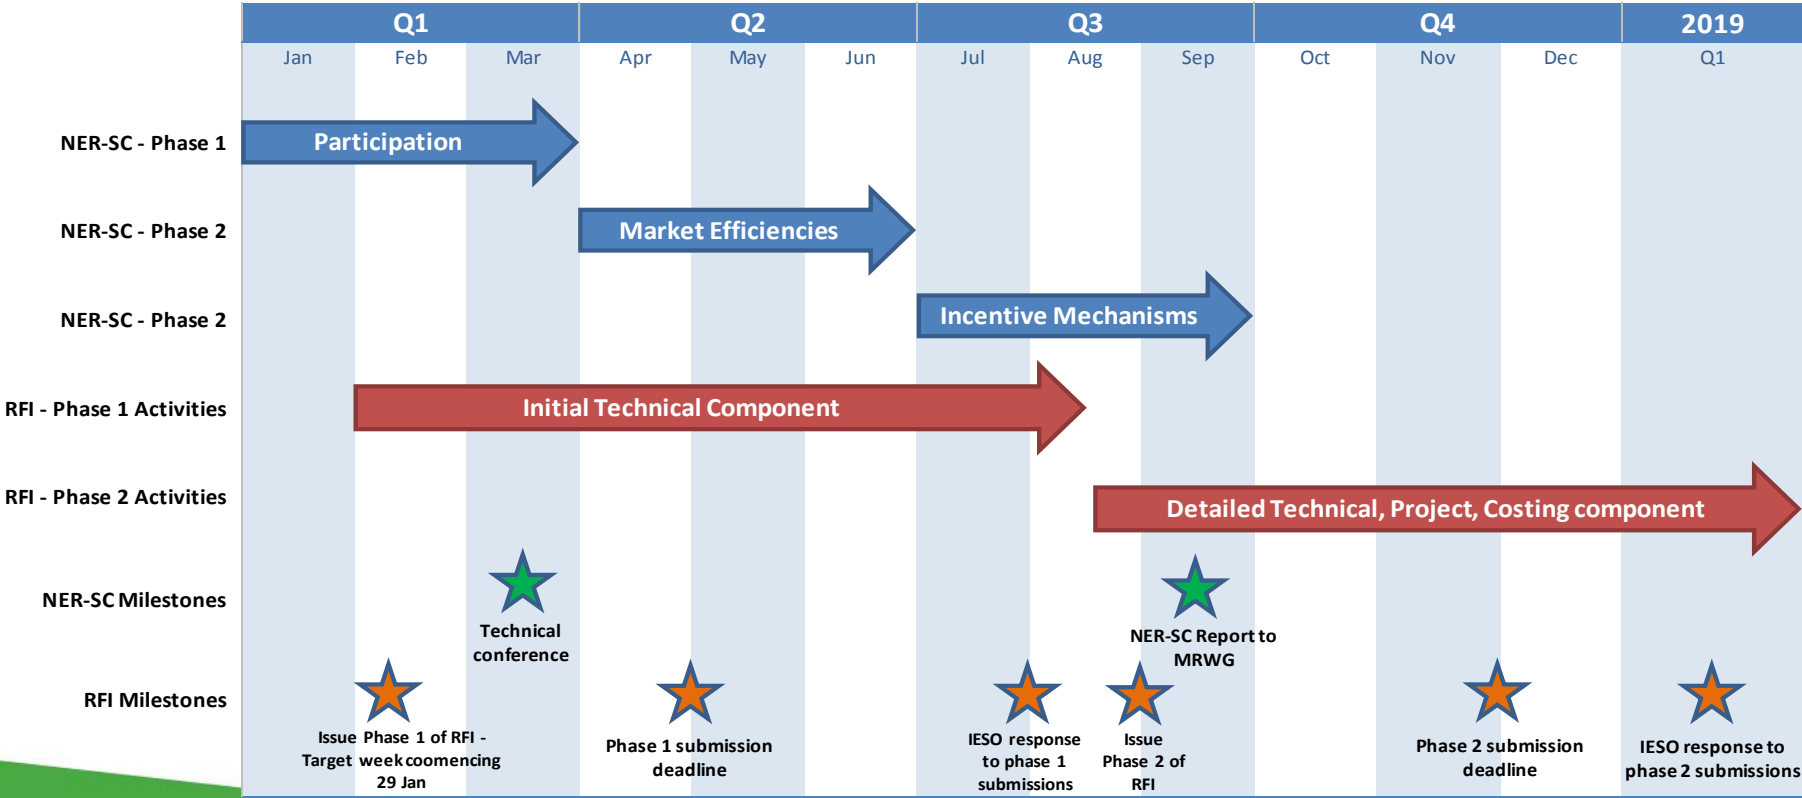 Q1 Q2 Q3 Q4 2019
Jan Feb Mar Apr May Jun Jul Aug Sep Oct Nov Dec Q1
NER-SC - Phase 1 Participation
NER-SC - Phase 2 Market Efficiencies
NER-SC - Phase 2 Incentive Mechanisms
RFI - Phase 1 Activities Initial Technical Component
RFI - Phase 2 Activities Detailed Technical, Project, Costing component
NER-SC Milestones
Technical
conference
NER-SC Report to
MRWG
RFI Milestones
Issue Phase 1 of RFI -
Target week coomencing
29 Jan
Phase 1 submission
deadline
IESO response
to phase 1
submissions
Issue
Phase 2 of
RFI
Phase 2 submission
deadline
IESO response to
phase 2 submissions